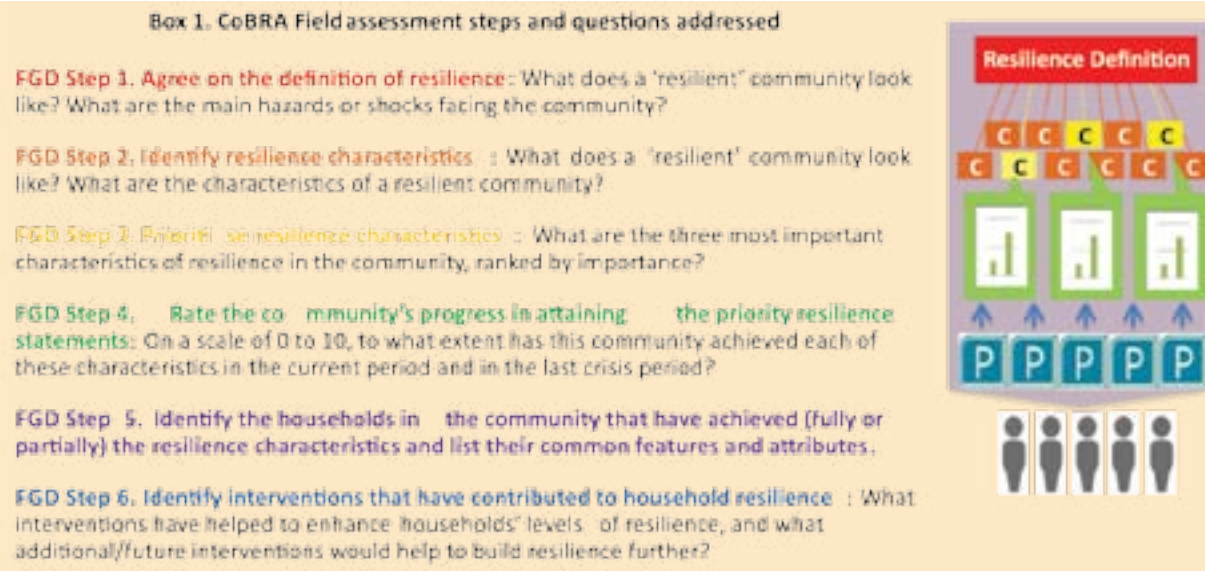 Box 1. CoBRA Field assessment steps and questions addressed
FGD Step 1. Agree on the definition of resilience: What does a 'resilient' community look
like? What are the main hazards or shocks facing the community?
FGD Step 2. Identify resilience characteristics : What does a 'resilient' community look
like? What are the characteristics of a resilient community?
FGD Step 3 Prioriti se resilience characteristics : What are the three most important
characteristics of resilience in the community, ranked by importance?
FGD Step 4. Rate the co mmunity's progress in attaining the priority resilience
statements: On a scale of 0 to 10, to what extent has this community achieved each of
these characteristics in the current period and in the last crisis period?
FGD Step 5. Identify the households in the community that have achieved (fully or
partially) the resilience characteristics and list their common features and attributes.
FGD Step 6. Identify interventions that have contributed to household resilience : What
interventions have helped to enhance households' levels of resilience, and what
additional/future interventions would help to build resilience further?
Resilience Definition
C C C C C
C C C C C C
P P P P P